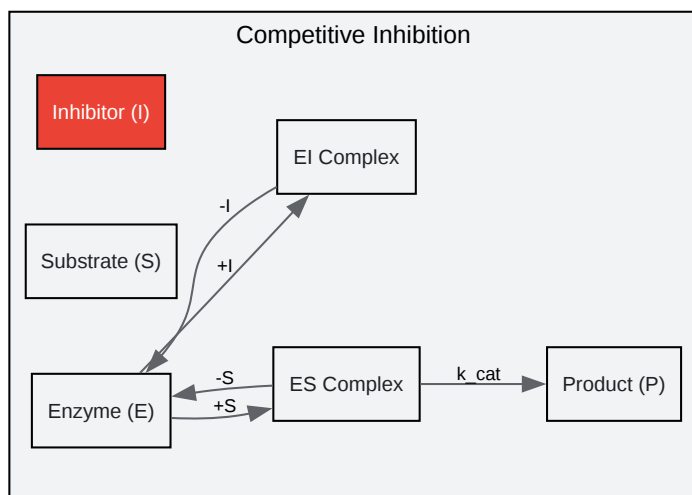 Competitive Inhibition
Inhibitor (I)
EI Complex
-I
Substrate (S)
+I
Enzyme (E)
-S
+S
ES Complex
k_cat
Product (P)